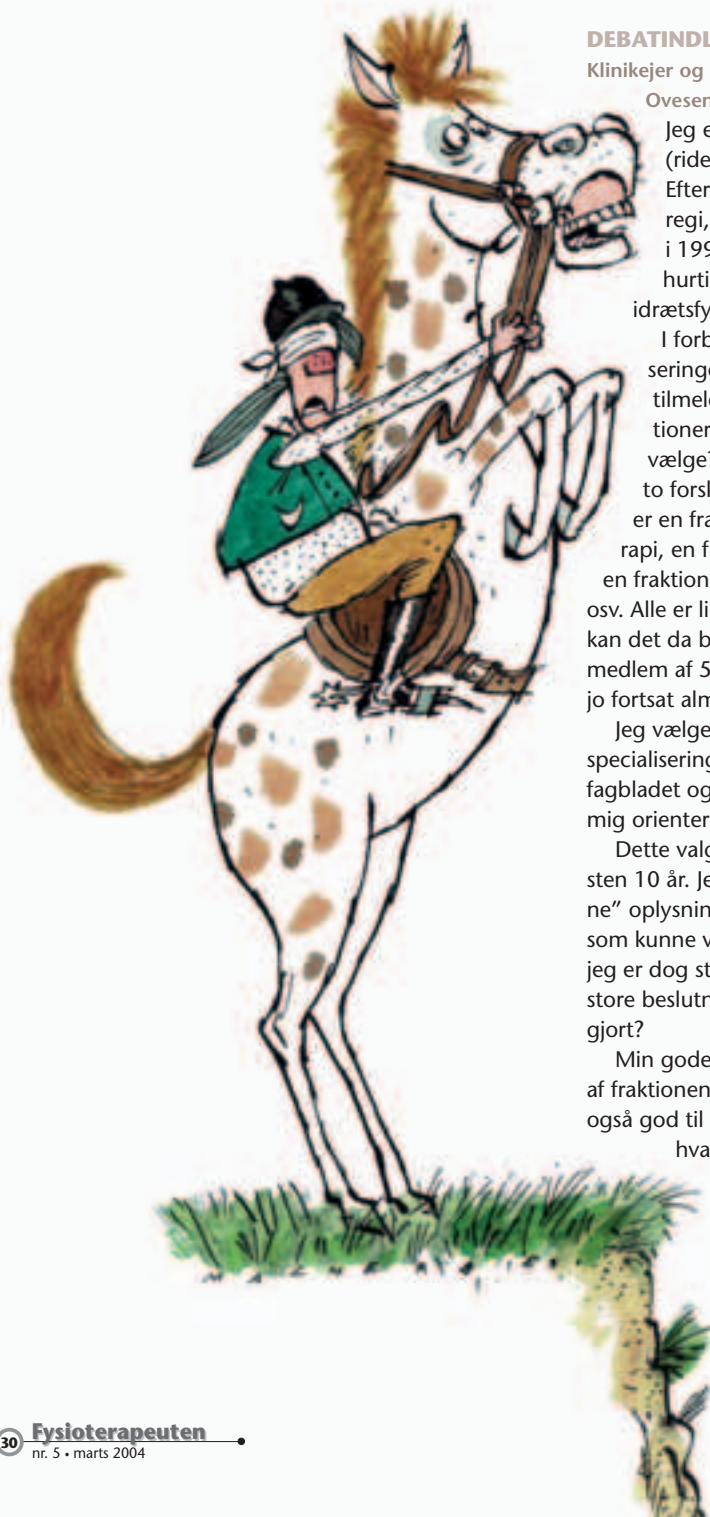 DEBATINDL
Klinikejer og
Ovesen
Jeg e
(ride
Efter
regi,
i 199
hurti
idrætsfy
I forb
seringe
tilmele
tioner
vælge?
to forsk
er en fra
rapi, en f
en fraktion
osv. Alle er li
kan det da b
medlem af 5
jo fortsat alm
Jeg vælge
specialisering
fagbladet og
mig orienter
Dette valg
sten 10 år. Je
ne" oplysnin
som kunne v
jeg er dog st
store beslutn
gjort?
Min gode
af fraktionen
også god til
hva
30 Fysioterapeuten
nr. 5 • marts 2004